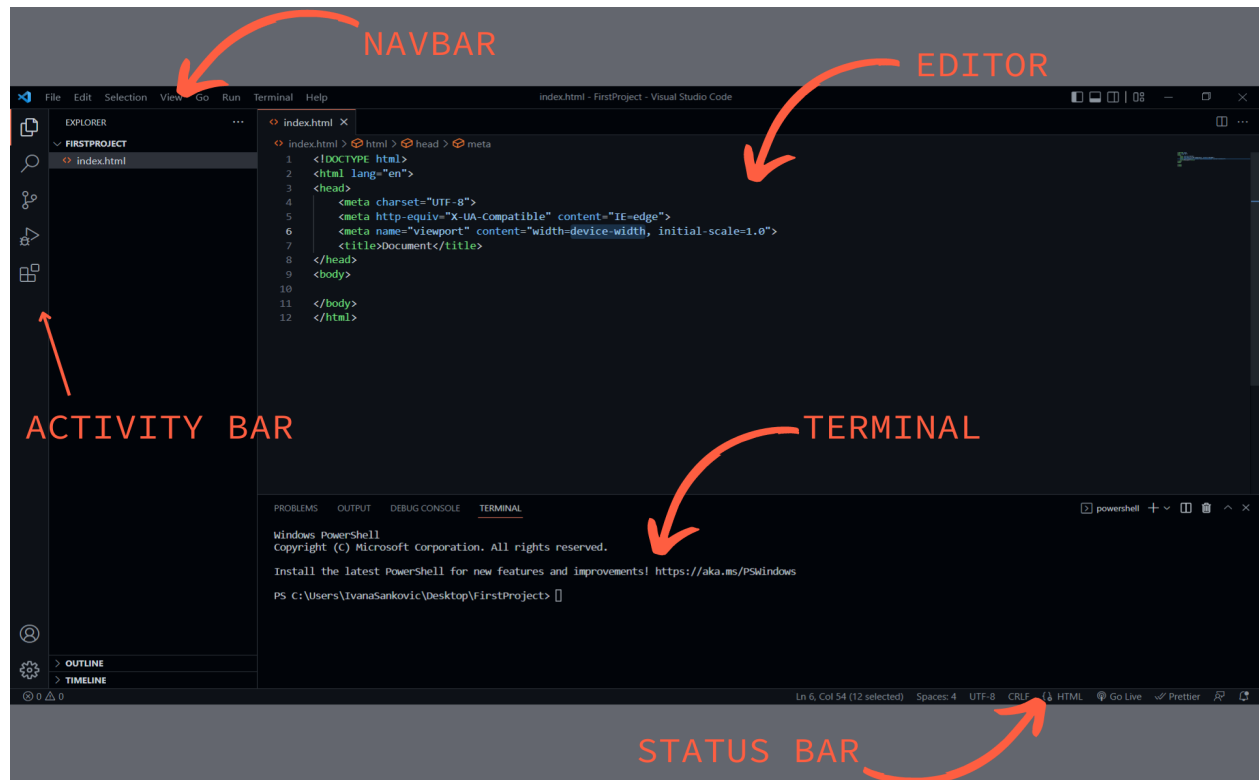 NAVBAR
EDITOR
File Edit Selection View Go Run Terminal Help index.html - FirstProject - Visual Studio Code
EXPLORER ··· index.html
FIRSTPROJECT
index.html
index.html > html > head > meta
1 <!DOCTYPE html>
2 <html lang="en">
3 <head>
4 <meta charset="UTF-8">
5 <meta http-equiv="X-UA-Compatible" content="IE=edge">
6 <meta name="viewport" content="width=device-width, initial-scale=1.0">
7 <title>Document</title>
8 </head>
9 <body>
10
11 </body>
12 </html>
ACTIVITY BAR
TERMINAL
PROBLEMS OUTPUT DEBUG CONSOLE TERMINAL powershell
Windows PowerShell
Copyright (C) Microsoft Corporation. All rights reserved.
Install the latest PowerShell for new features and improvements! https://aka.ms/PSWindows
PS C:\Users\IvanaSankovic\Desktop\FirstProject>
OUTLINE
TIMELINE
0 0 Ln 6, Col 54 (12 selected) Spaces: 4 UTF-8 CRLF HTML Go Live Prettier
STATUS BAR